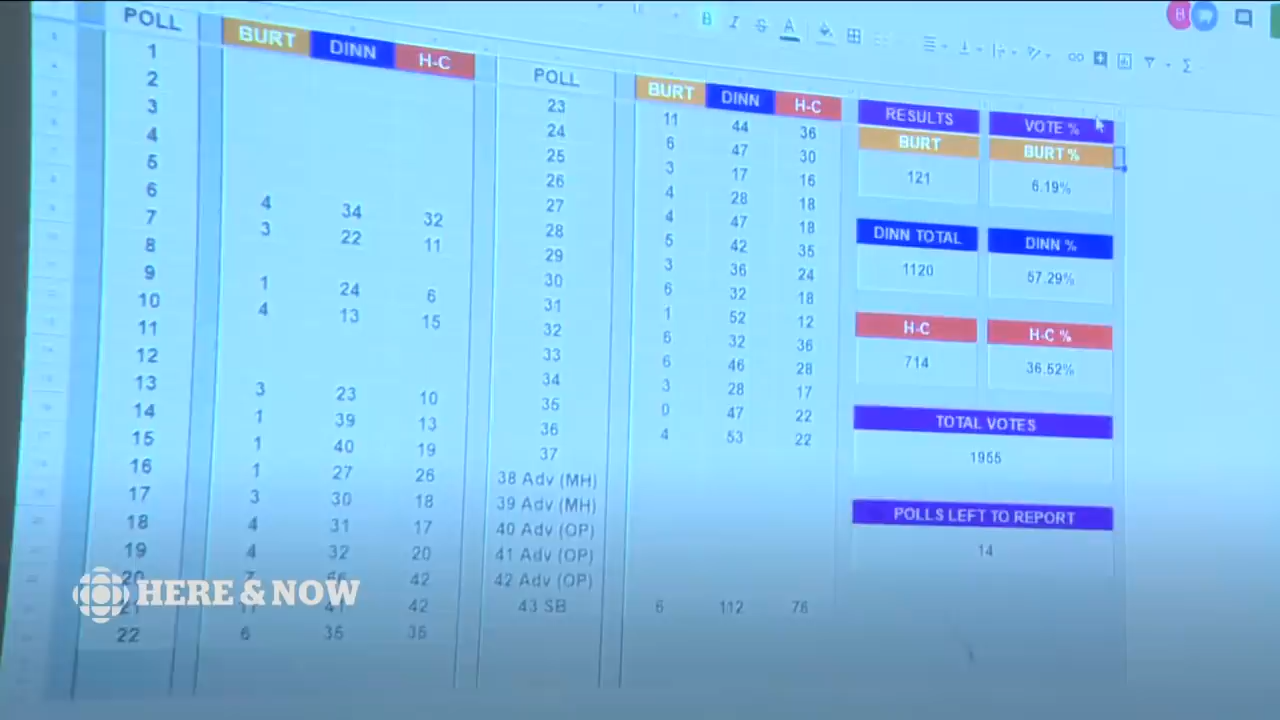 POLL BURT DINN H-C
1
2
3
4
5
6 4 34 32
7 3 22 11
8
9 1 24 6
10 4 13 15
11
12
13 3 23 10
14 1 39 13
15 1 40 19
16 1 27 26
17 3 30 18
18 4 31 17
19 4 32 20
20 42
21 42
22 6 35 35
POLL BURT DINN H-C
23 11 44 36
24 6 47 30
25 3 17 16
26 4 28 18
27 4 47 18
28 5 42 35
29 3 36 24
30 6 32 18
31 1 52 12
32 6 32 36
33 6 46 28
34 3 28 17
35 0 47 22
36 4 53 22
37
38 Adv (MH)
39 Adv (MH)
40 Adv (OP)
41 Adv (OP)
42 Adv (OP)
43 SB 6 112 76
RESULTS VOTE %
BURT BURT %
121 6.19%
DINN TOTAL DINN %
1120 57.29%
H-C H-C %
714 36.52%
TOTAL VOTES
1955
POLLS LEFT TO REPORT
14
HERE & NOW